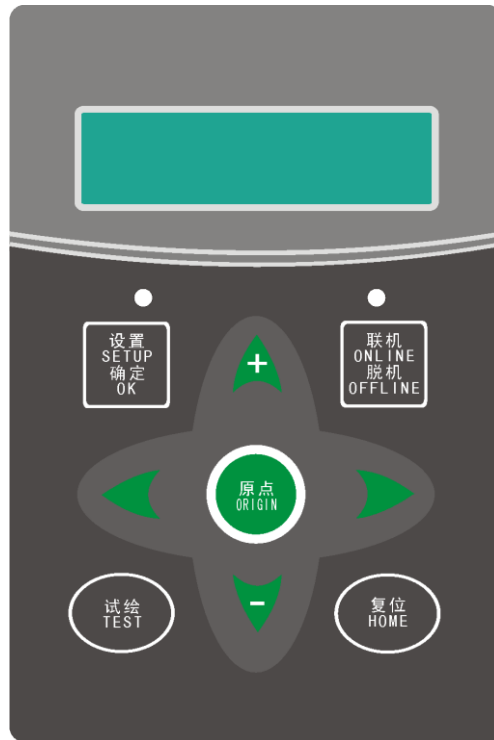 设置
SETUP
确定
OK
联机
ONLINE
脱机
OFFLINE
+
原点
ORIGIN
-
试绘
TEST
复位
HOME